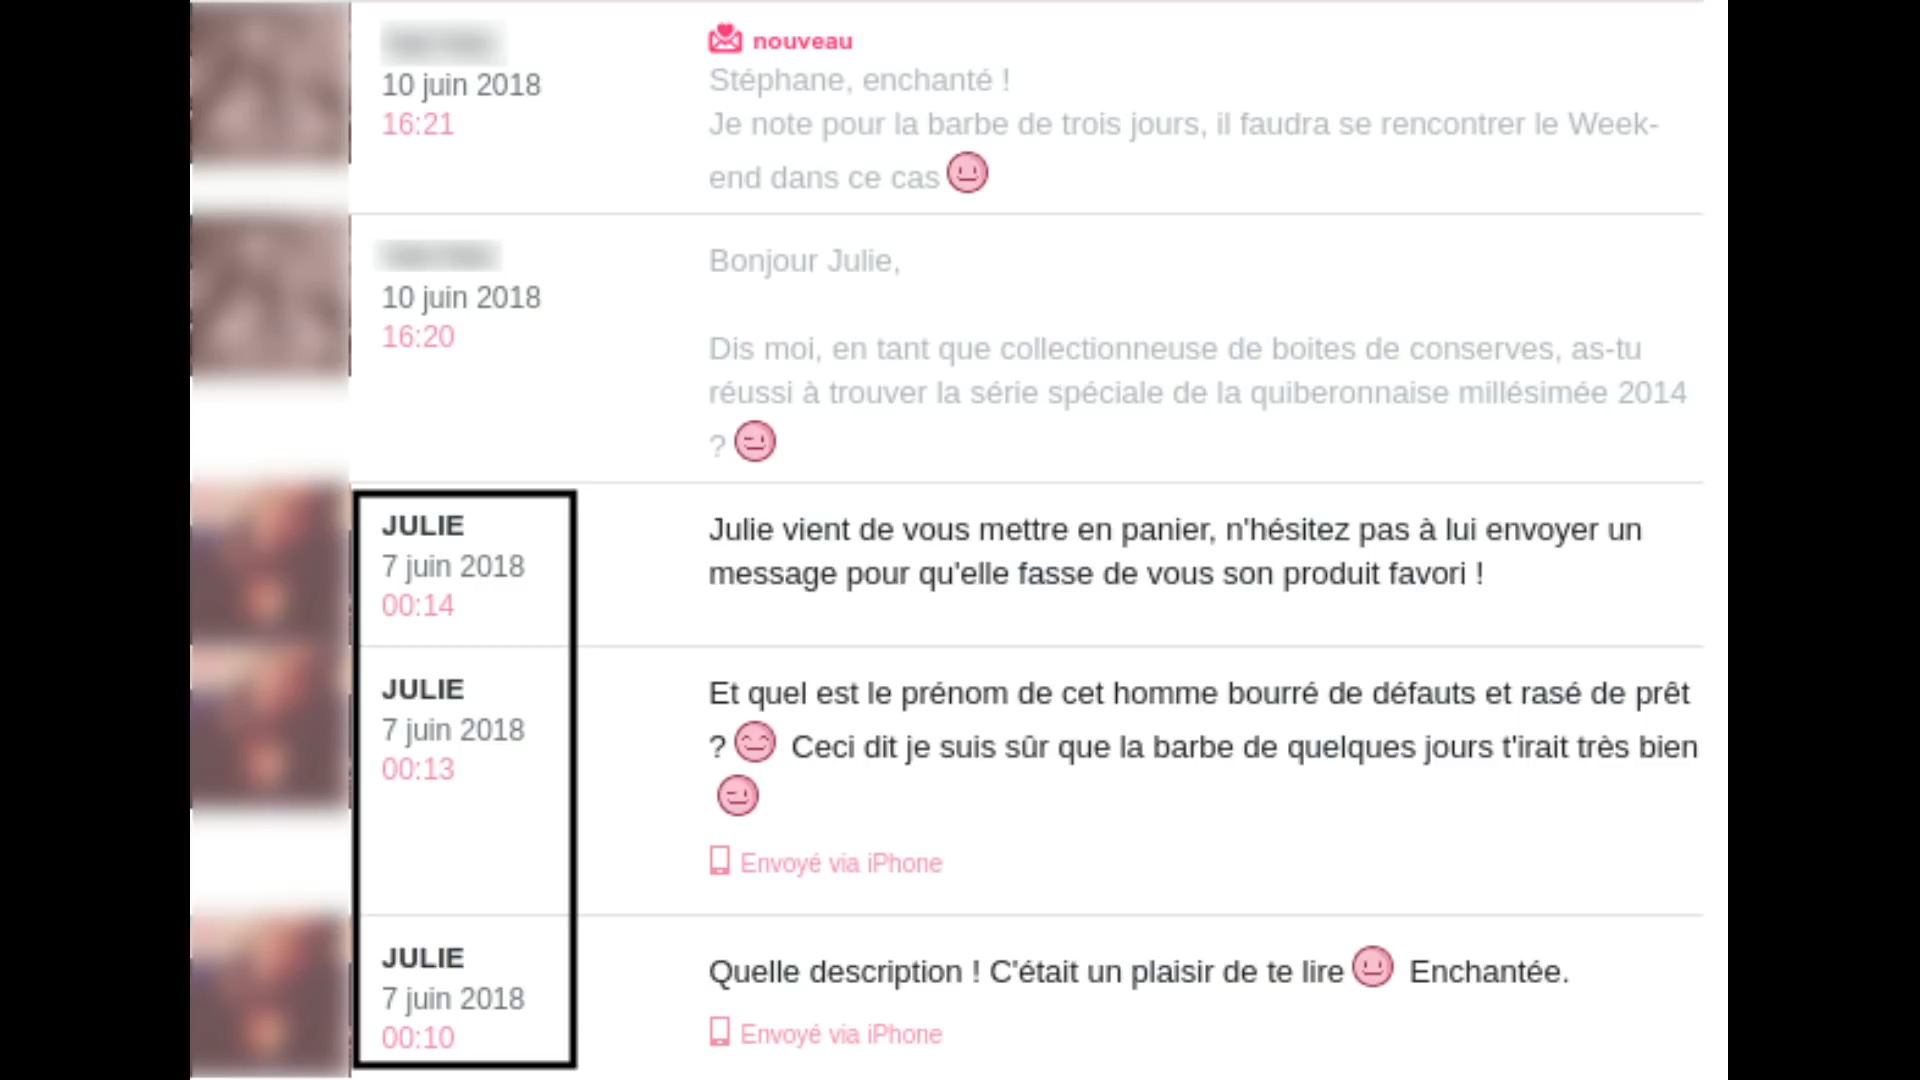 nouveau
10 juin 2018
16:21
Stéphane, enchanté !
Je note pour la barbe de trois jours, il faudra se rencontrer le Week-
end dans ce cas
10 juin 2018
16:20
Bonjour Julie,
Dis moi, en tant que collectionneuse de boites de conserves, as-tu
réussi à trouver la série spéciale de la quiberonnaise millésimée 2014
?
JULIE
7 juin 2018
00:14
Julie vient de vous mettre en panier, n'hésitez pas à lui envoyer un
message pour qu'elle fasse de vous son produit favori !
JULIE
7 juin 2018
00:13
Et quel est le prénom de cet homme bourré de défauts et rasé de prêt
? Ceci dit je suis sûr que la barbe de quelques jours t'irait très bien
Envoyé via iPhone
JULIE
7 juin 2018
00:10
Quelle description ! C'était un plaisir de te lire Enchantée.
Envoyé via iPhone